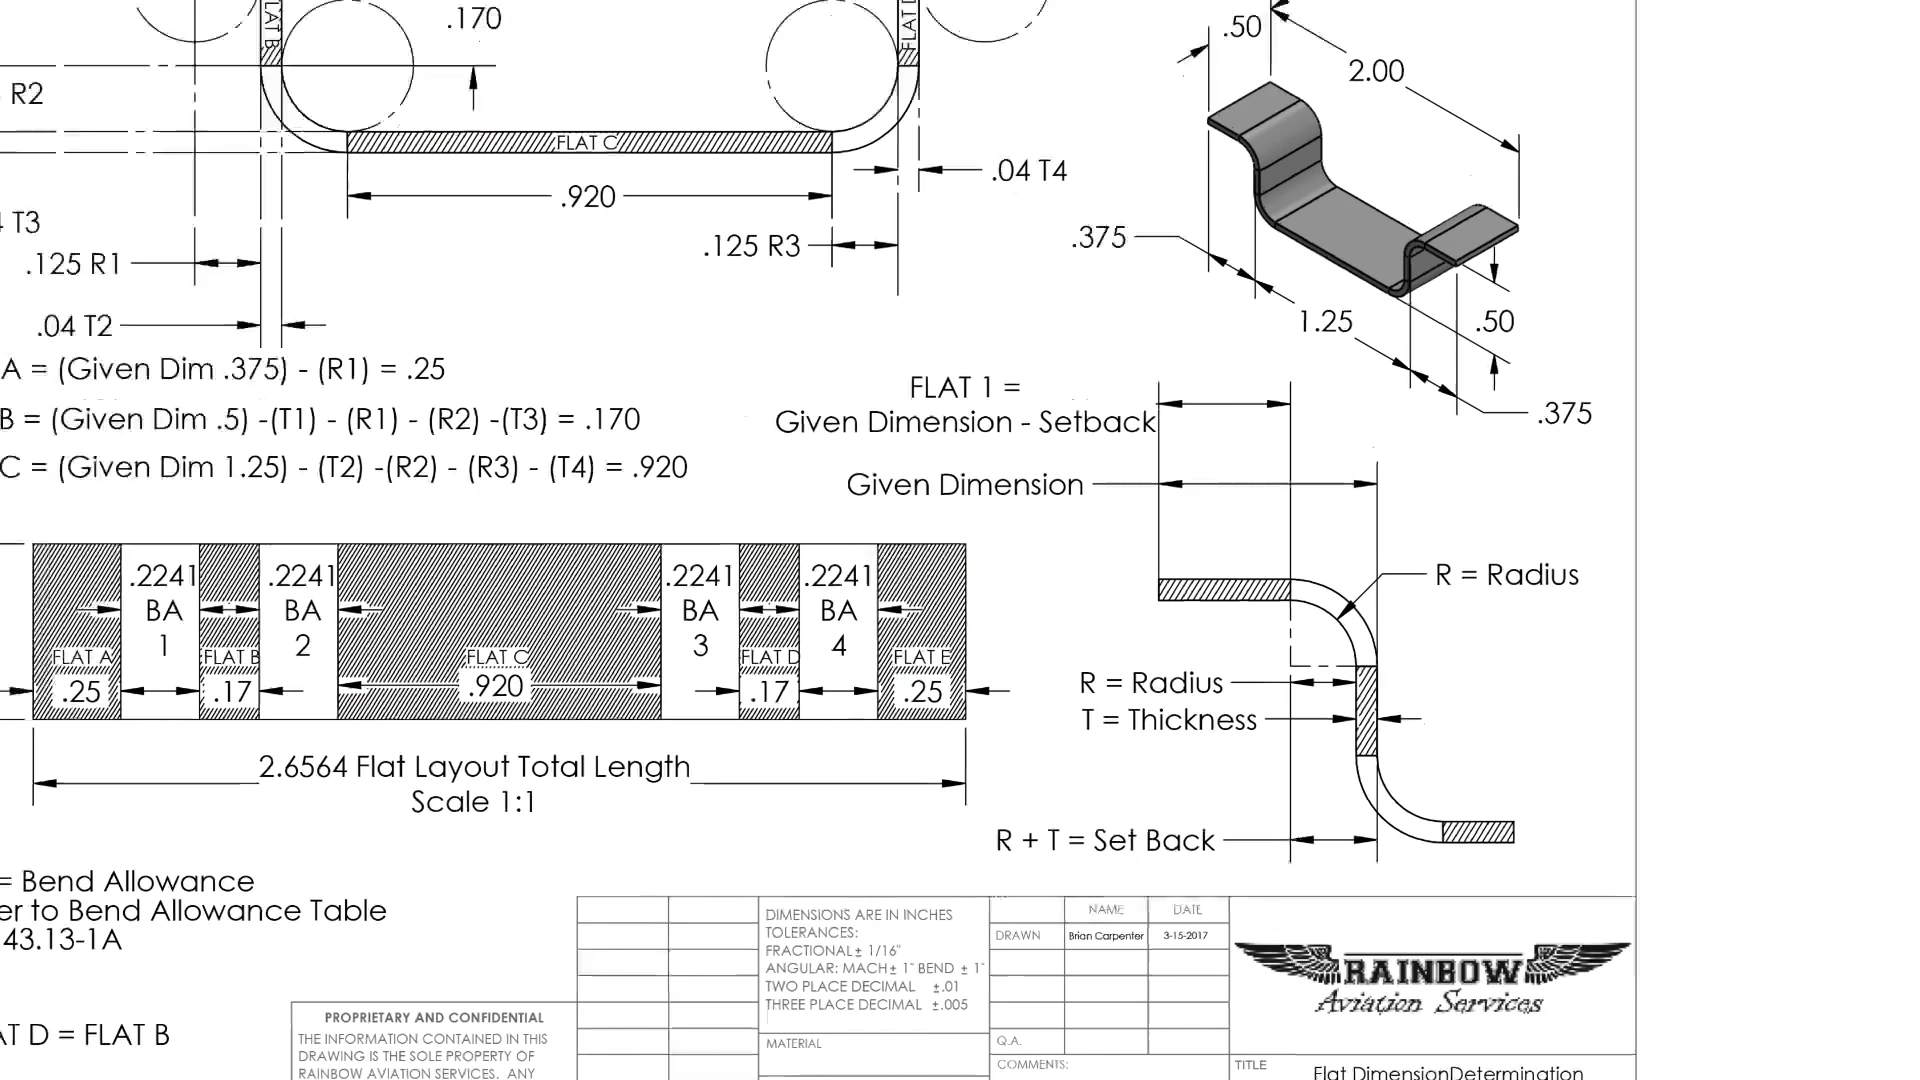 FLAT B
FLAT
.170
R2
FLAT C
.04 T4
.920
T3
.125 R1
.125 R3
.04 T2
.50
2.00
.375
1.25
.50
.375
A = (Given Dim .375) - (R1) = .25
B = (Given Dim .5) -(T1) - (R1) - (R2) -(T3) = .170
C = (Given Dim 1.25) - (T2) -(R2) - (R3) - (T4) = .920
FLAT 1 =
Given Dimension - Setback
Given Dimension
R = Radius
R = Radius
T = Thickness
R + T = Set Back
.2241 BA 1
.2241 BA 2
.2241 BA 3
.2241 BA 4
FLAT A
.25
FLAT B
.17
FLAT C
.920
FLAT D
.17
FLAT E
.25
2.6564 Flat Layout Total Length
Scale 1:1
= Bend Allowance
er to Bend Allowance Table
43.13-1A
AT D = FLAT B
PROPRIETARY AND CONFIDENTIAL
THE INFORMATION CONTAINED IN THIS
DRAWING IS THE SOLE PROPERTY OF
RAINBOW AVIATION SERVICES. ANY
DIMENSIONS ARE IN INCHES
TOLERANCES:
FRACTIONAL± 1/16"
ANGULAR: MACH± 1° BEND ± 1°
TWO PLACE DECIMAL ±.01
THREE PLACE DECIMAL ±.005
MATERIAL
NAME DATE
DRAWN Brian Carpenter 3-15-2017
Q.A.
COMMENTS:
RAINBOW
Aviation Services
TITLE
Flat DimensionDetermination